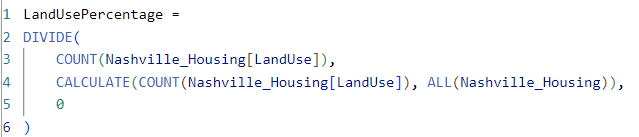 1 LandUsePercentage =
2 DIVIDE(
3 COUNT(Nashville_Housing[LandUse]),
4 CALCULATE(COUNT(Nashville_Housing[LandUse]), ALL(Nashville_Housing)),
5 0
6 )